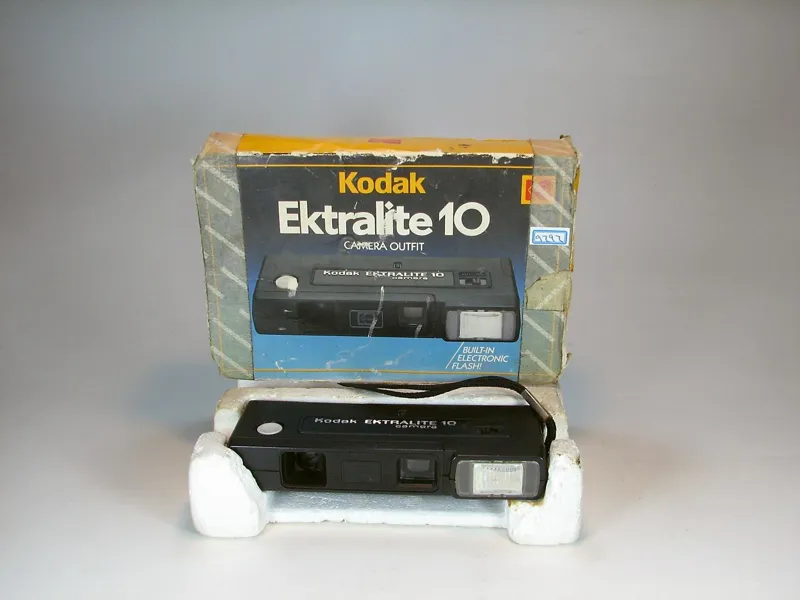 Kodak
Ektralite 10
CAMERA OUTFIT
Kodak EKTRALITE 10
camera
BUILT-IN
ELECTRONIC
FLASH!
Kodak EKTRALITE 10
camera